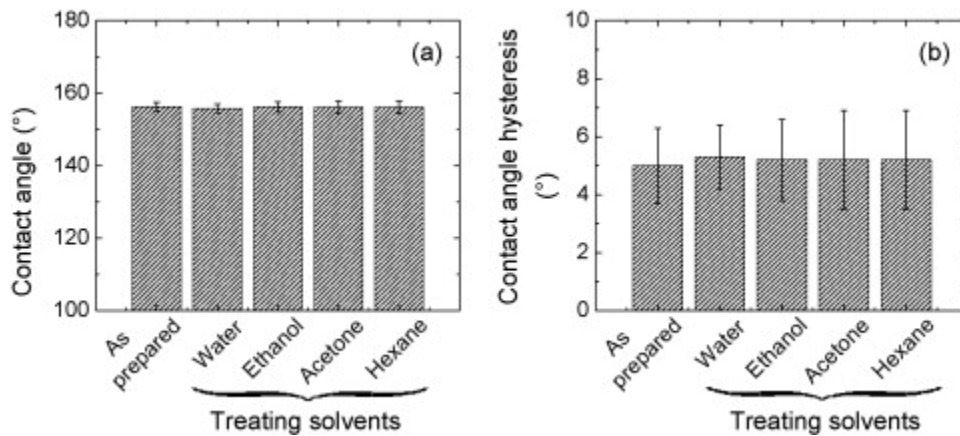 (a)
Contact angle (°)
180
160
140
120
100
As
prepared
Water
Ethanol
Acetone
Hexane
Treating solvents
(b)
Contact angle hysteresis
(°)
10
8
6
4
2
0
As
prepared
Water
Ethanol
Acetone
Hexane
Treating solvents